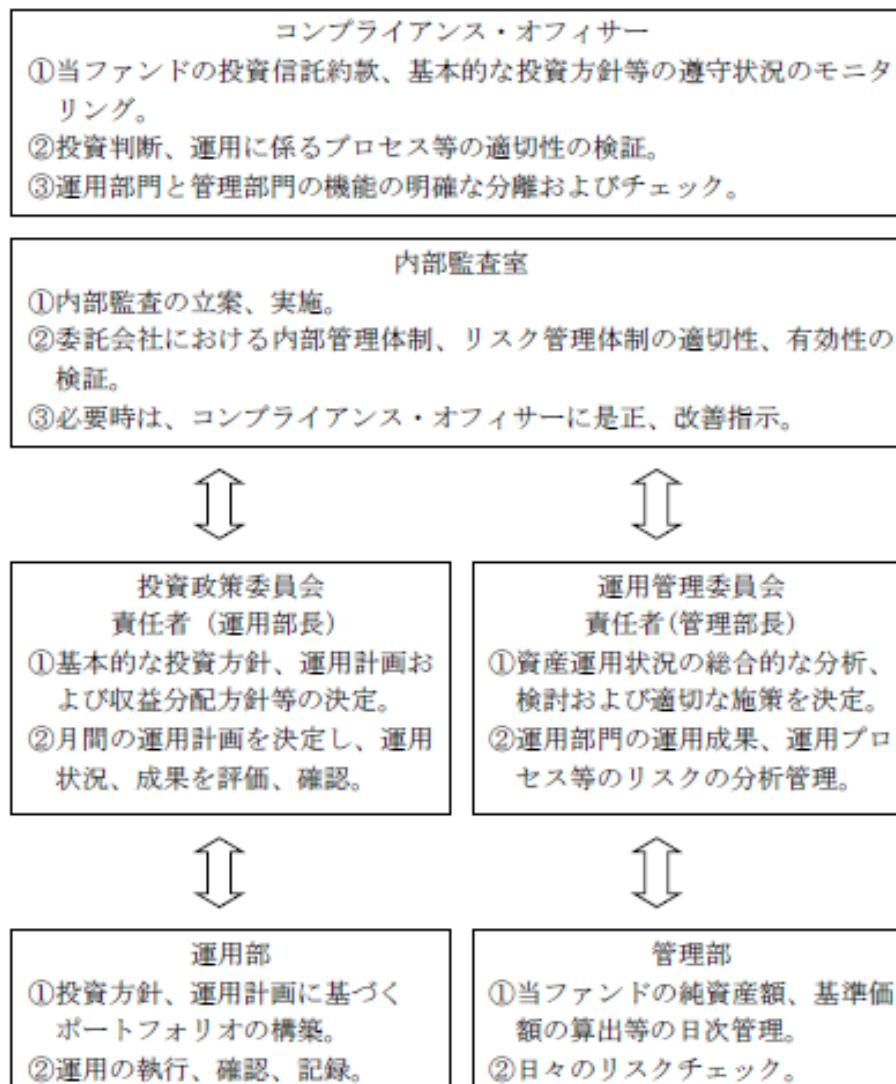 コンプライアンス・オフィサー
①当ファンドの投資信託約款、基本的な投資方針等の遵守状況のモニタ
リング。
②投資判断、運用に係るプロセス等の適切性の検証。
③運用部門と管理部門の機能の明確な分離およびチェック。
内部監査室
①内部監査の立案、実施。
②委託会社における内部管理体制、リスク管理体制の適切性、有効性の
検証。
③必要時は、コンプライアンス・オフィサーに是正、改善指示。
投資政策委員会
責任者（運用部長）
①基本的な投資方針、運用計画お
よび収益分配方針等の決定。
②月間の運用計画を決定し、運用
状況、成果を評価、確認。
運用管理委員会
責任者(管理部長）
①資産運用状況の総合的な分析、
検討および適切な施策を決定。
②運用部門の運用成果、運用プロ
セス等のリスクの分析管理。
運用部
①投資方針、運用計画に基づく
ポートフォリオの構築。
②運用の執行、確認、記録。
管理部
①当ファンドの純資産額、基準価
額の算出等の日次管理。
②日々のリスクチェック。